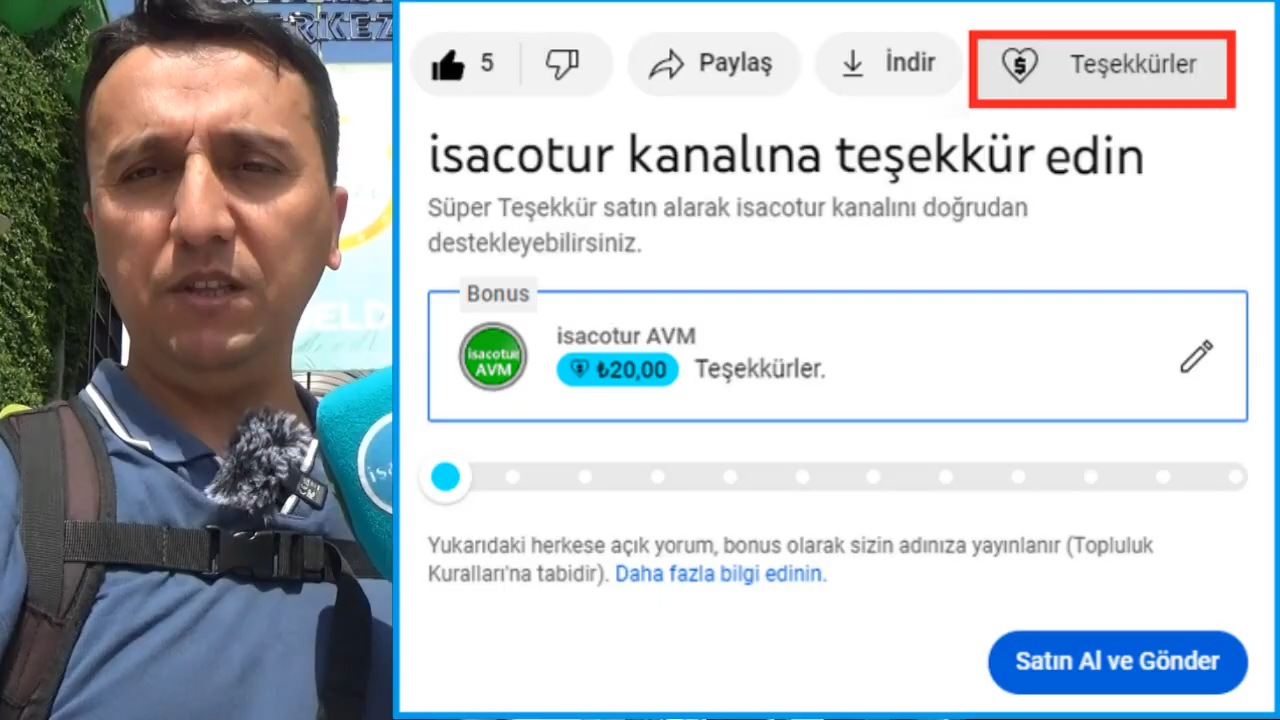 5
Paylaş
İndir
Teşekkürler
isacotur kanalına teşekkür edin
Süper Teşekkür satın alarak isacotur kanalını doğrudan
destekleyebilirsiniz.
Bonus
isacotur AVM
isacotur
AVM
₺20,00 Teşekkürler.
Yukarıdaki herkese açık yorum, bonus olarak sizin adınıza yayınlanır (Topluluk
Kuralları'na tabidir). Daha fazla bilgi edinin.
Satın Al ve Gönder